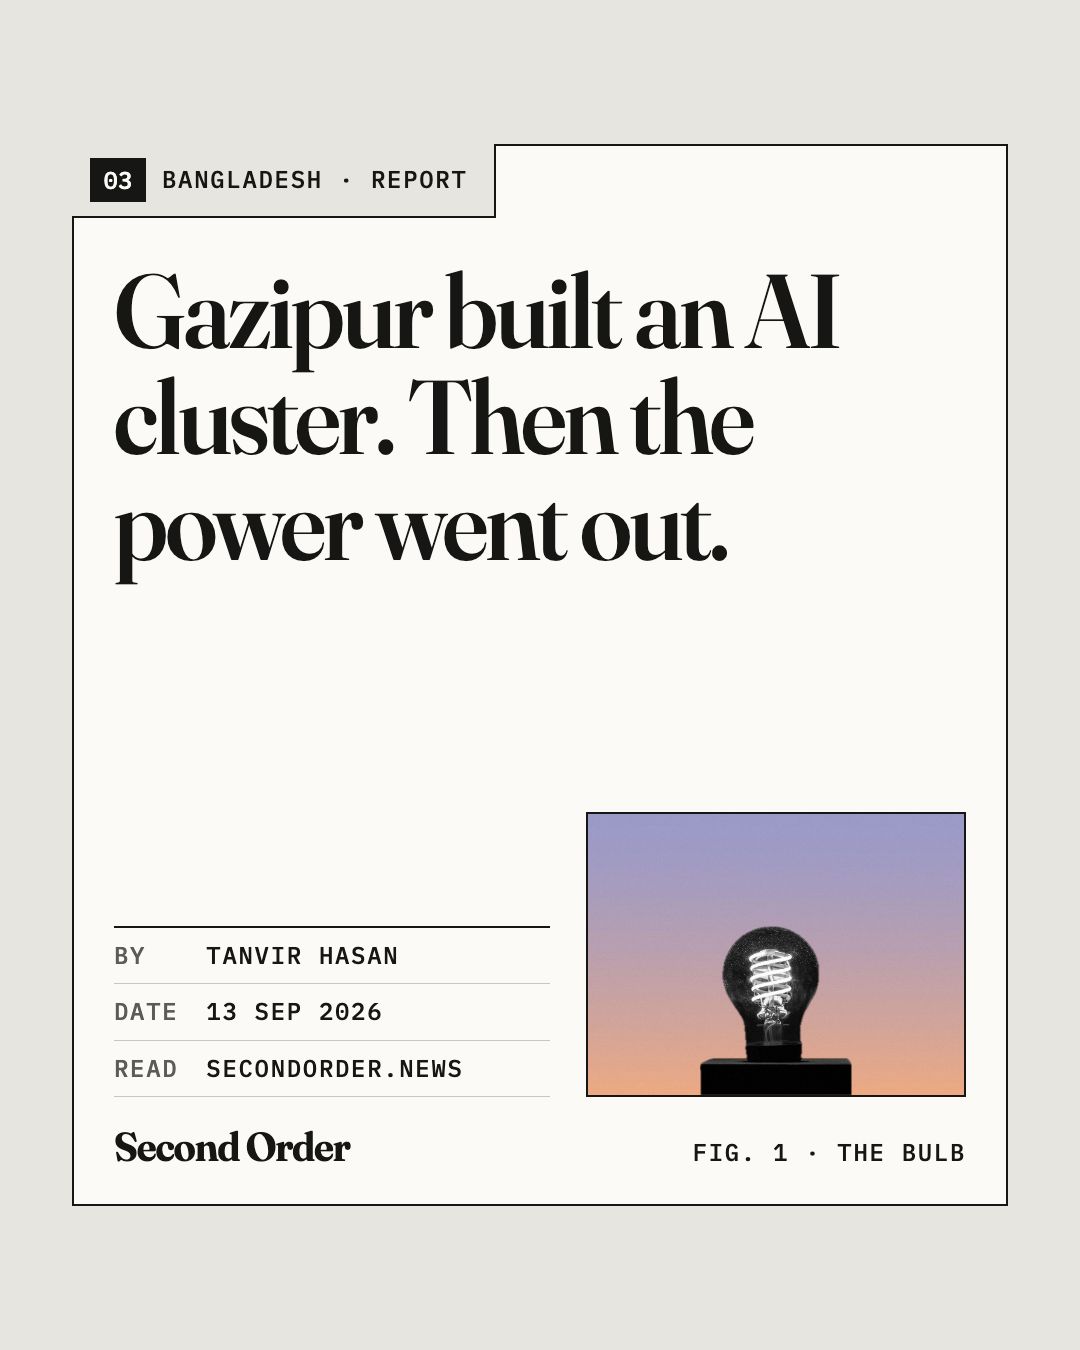 03 BANGLADESH · REPORT
Gazipur built an AI
cluster. Then the
power went out.
BY TANVIR HASAN
DATE 13 SEP 2026
READ SECONDORDER.NEWS
Second Order
FIG. 1 · THE BULB